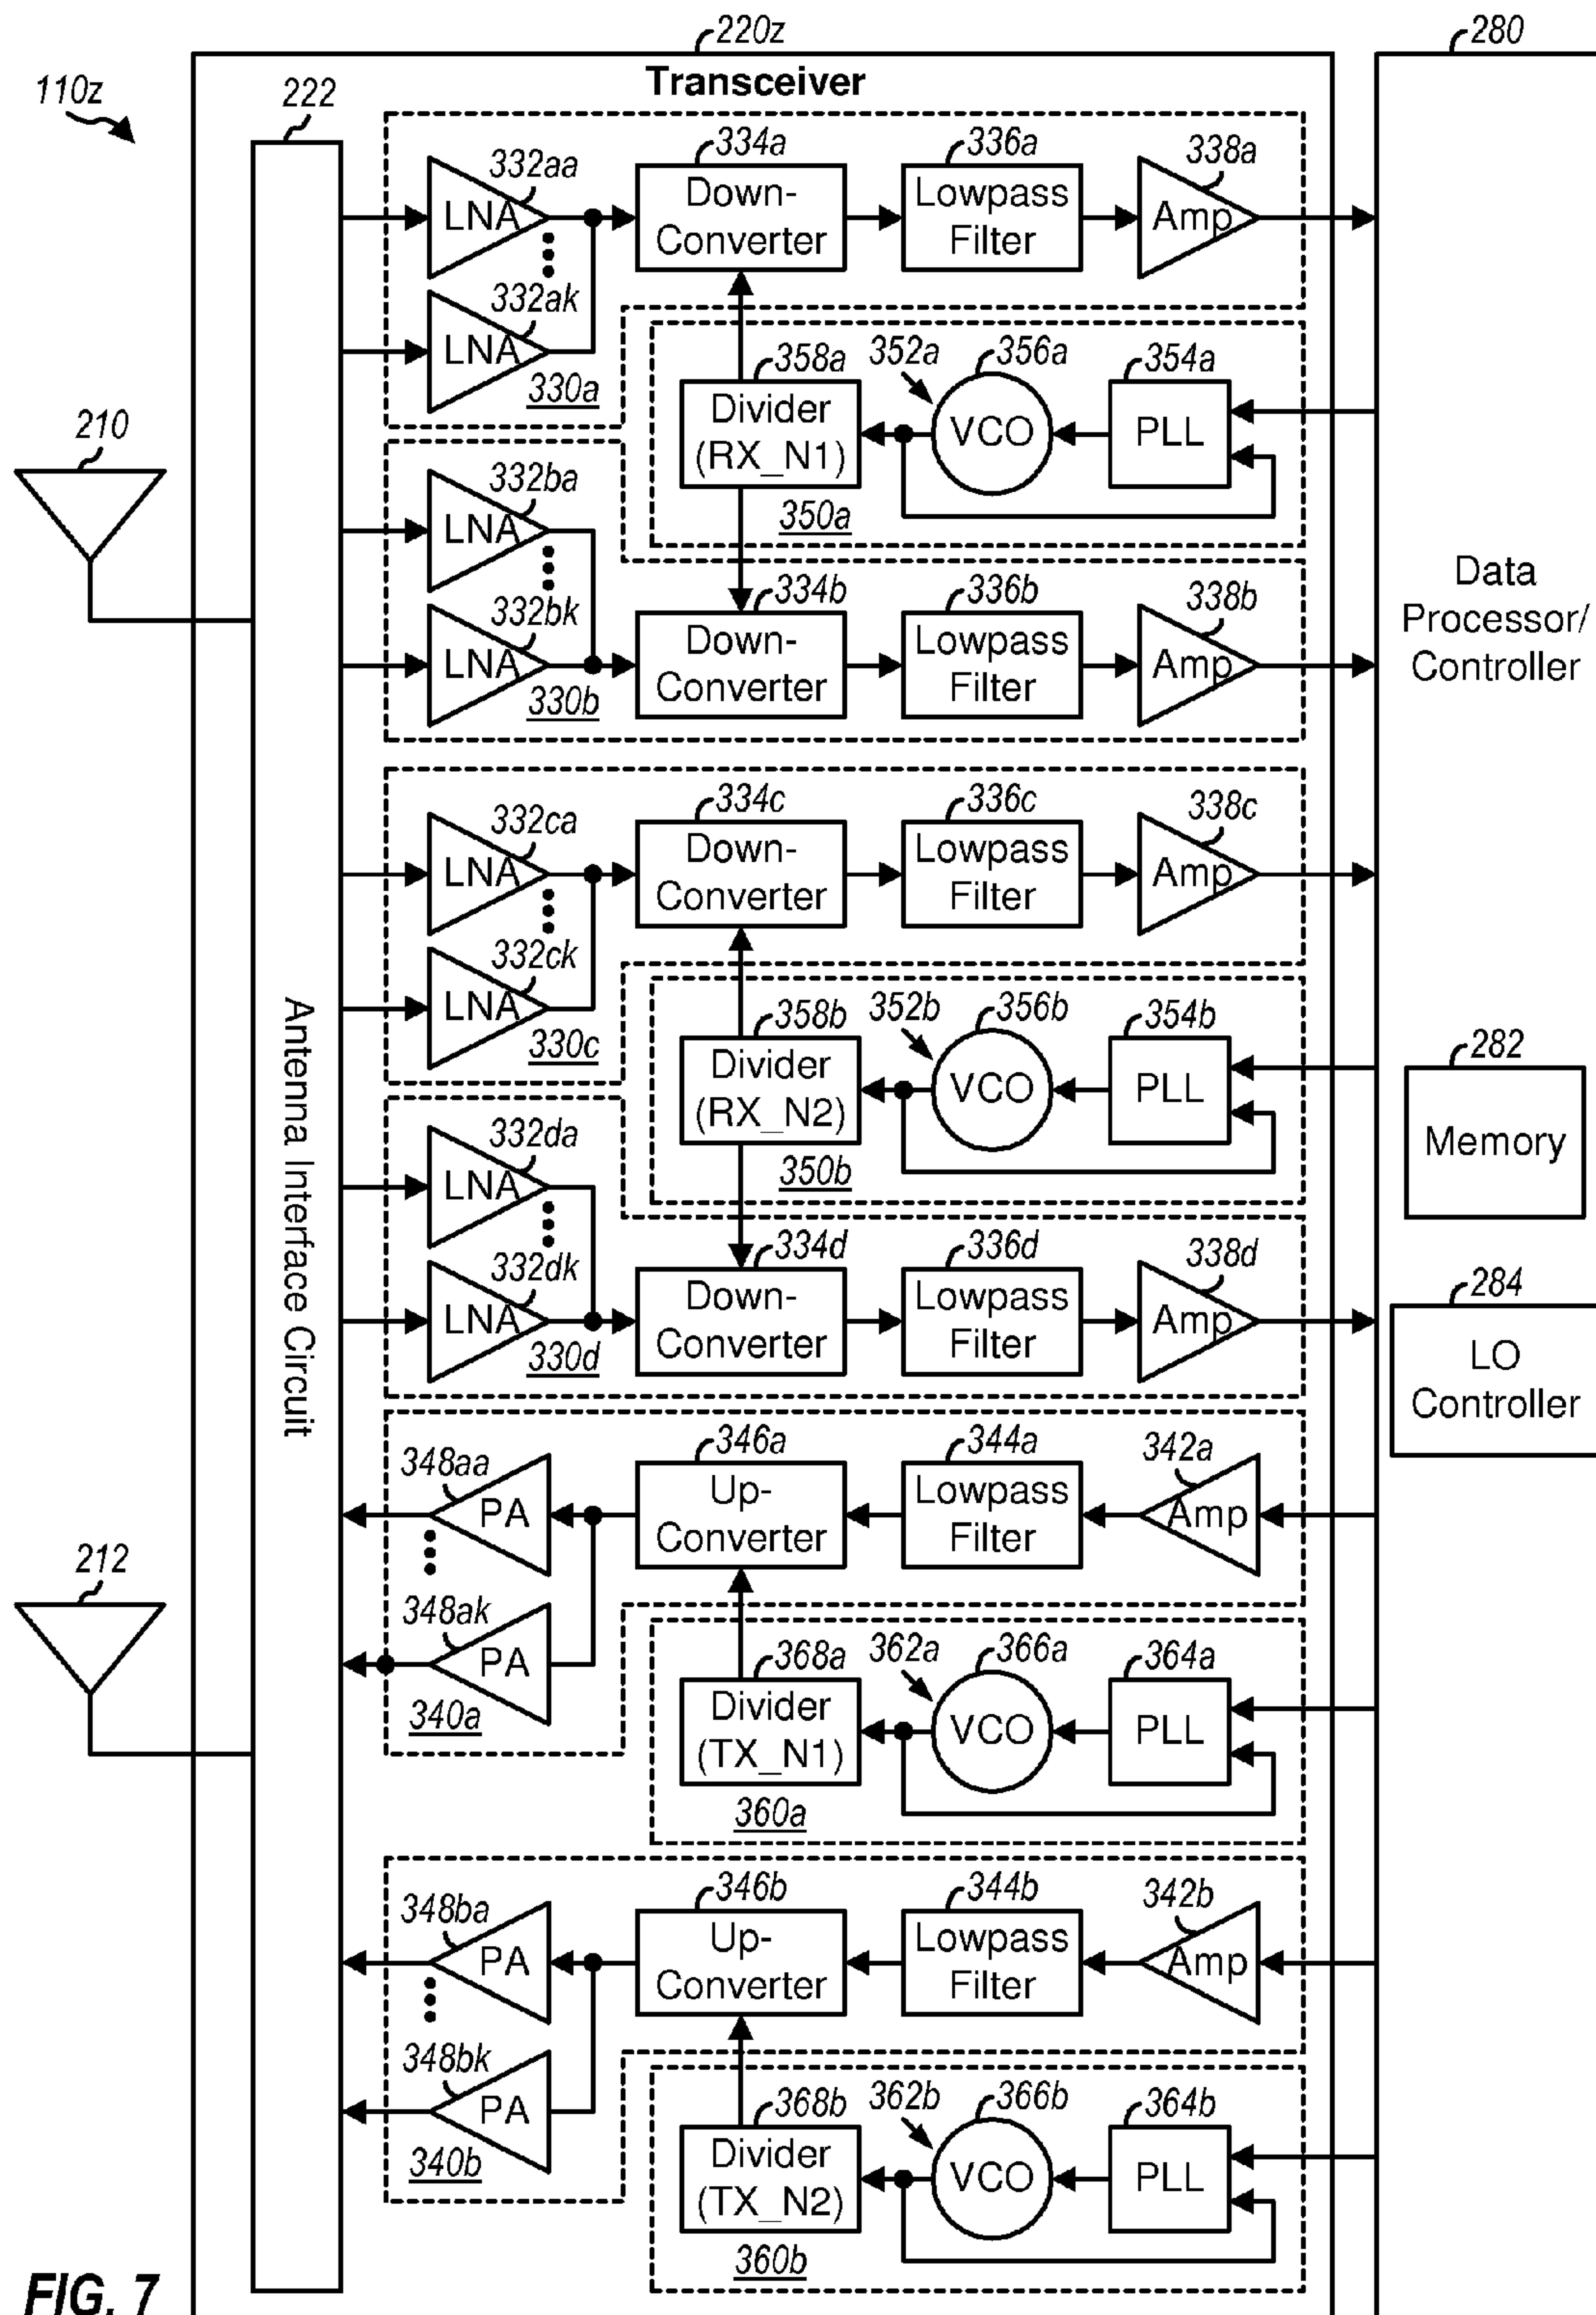 220z
280
110z
222
Transceiver
332aa
LNA
334a
Down-
Converter
336a
Lowpass
Filter
338a
Amp
332ak
LNA
330a
358a
Divider
(RX_N1)
352a
356a
VCO
354a
PLL
350a
210
332ba
LNA
332bk
LNA
330b
334b
Down-
Converter
336b
Lowpass
Filter
338b
Amp
Data
Processor/
Controller
332ca
LNA
334c
Down-
Converter
336c
Lowpass
Filter
338c
Amp
332ck
LNA
330c
358b
Divider
(RX_N2)
352b
356b
VCO
354b
PLL
350b
282
Memory
Antenna Interface Circuit
332da
LNA
332dk
LNA
330d
334d
Down-
Converter
336d
Lowpass
Filter
338d
Amp
284
LO
Controller
348aa
PA
346a
Up-
Converter
344a
Lowpass
Filter
342a
Amp
212
348ak
PA
340a
368a
Divider
(TX_N1)
362a
366a
VCO
364a
PLL
360a
348ba
PA
346b
Up-
Converter
344b
Lowpass
Filter
342b
Amp
348bk
PA
340b
368b
Divider
(TX_N2)
362b
366b
VCO
364b
PLL
360b
FIG. 7